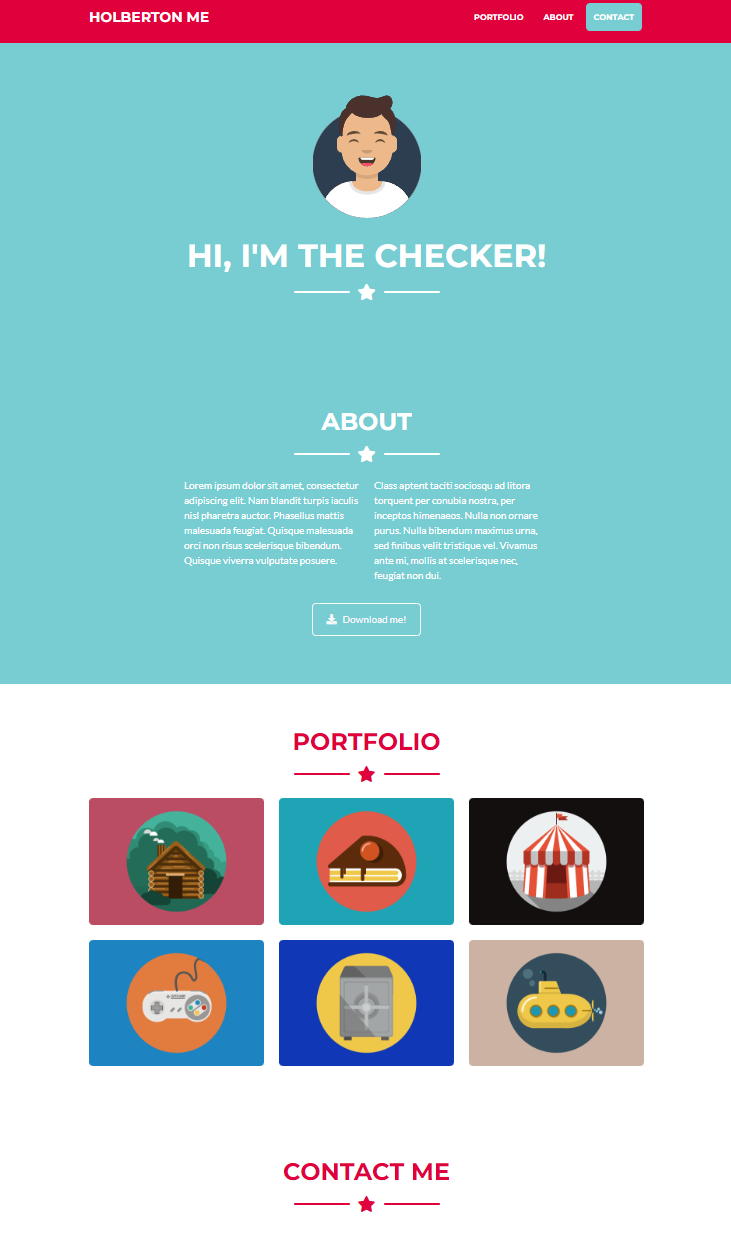 HOLBERTON ME
PORTFOLIO
ABOUT
CONTACT
HI, I'M THE CHECKER!
ABOUT
Lorem ipsum dolor sit amet, consectetur
adipiscing elit. Nam blandit turpis iaculis
nisl pharetra auctor. Phasellus mattis
malesuada feugiat. Quisque malesuada
orci non risus scelerisque bibendum.
Quisque viverra vulputate posuere.
Class aptent taciti sociosqu ad litora
torquent per conubia nostra, per
inceptos himenaeos. Nulla non ornare
purus. Nulla bibendum maximus urna,
sed finibus velit tristique vel. Vivamus
ante mi, mollis at scelerisque nec,
feugiat non dui.
Download me!
PORTFOLIO
CONTACT ME